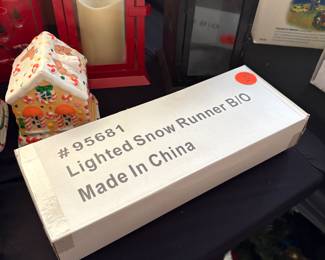 #95681
Lighted Snow Runner B/O
Made In China